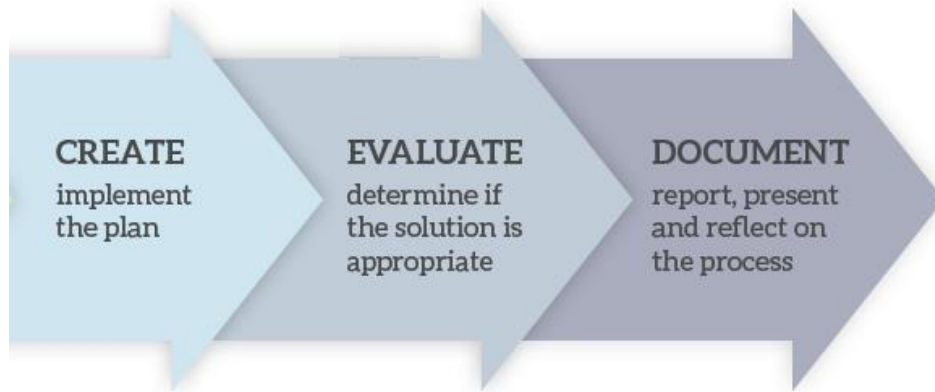 CREATE
implement
the plan
EVALUATE
determine if
the solution is
appropriate
DOCUMENT
report, present
and reflect on
the process